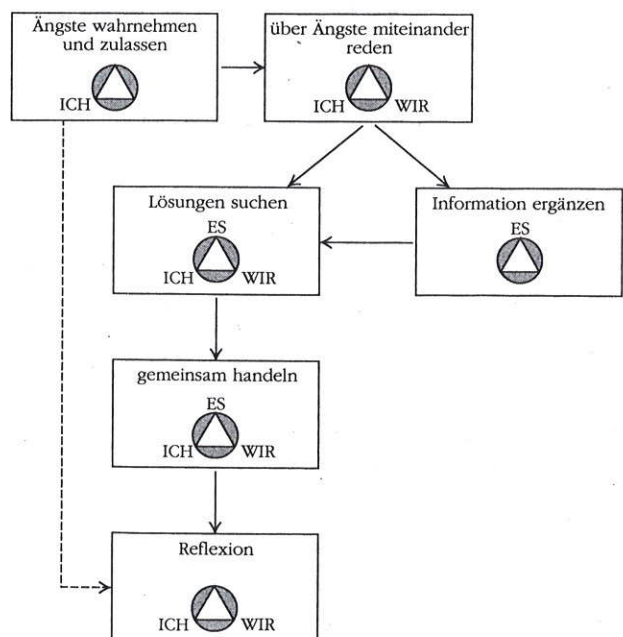 Ängste wahrnehmen
und zulassen
ICH
über Ängste miteinander
reden
ICH WIR
Lösungen suchen
ES
ICH WIR
Information ergänzen
ES
gemeinsam handeln
ES
ICH WIR
Reflexion
ICH WIR